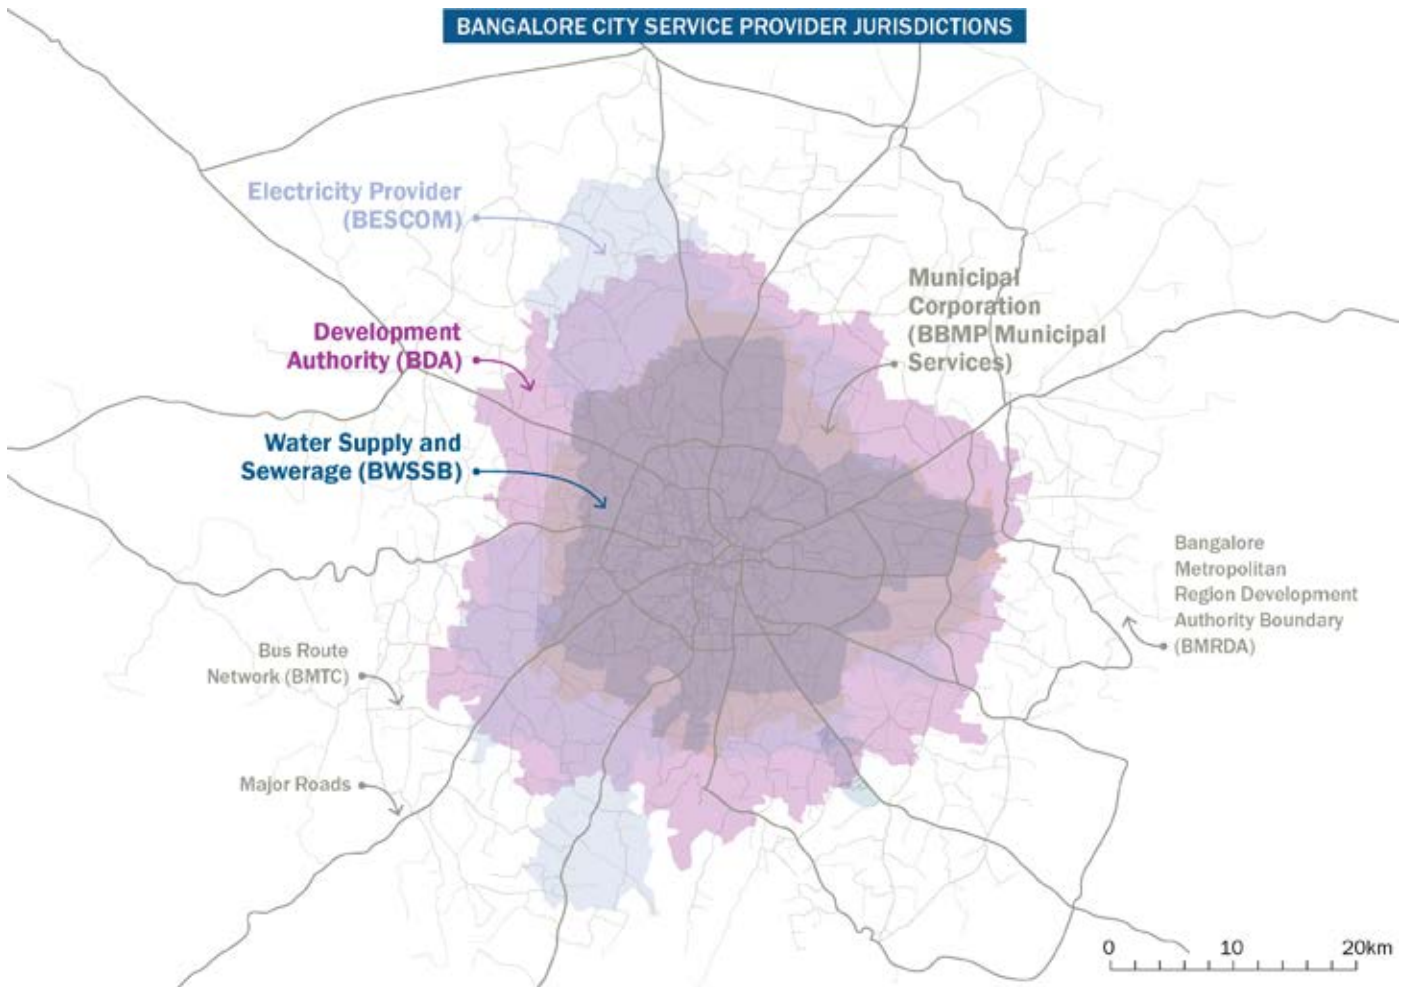 BANGALORE CITY SERVICE PROVIDER JURISDICTIONS
Electricity Provider
(BESCOM)
Municipal
Corporation
(BBMP Municipal
Services)
Development
Authority (BDA)
Water Supply and
Sewerage (BWSSB)
Bangalore
Metropolitan
Region Development
Authority Boundary
(BMRDA)
Bus Route
Network (BMTC)
Major Roads
0 10 20km